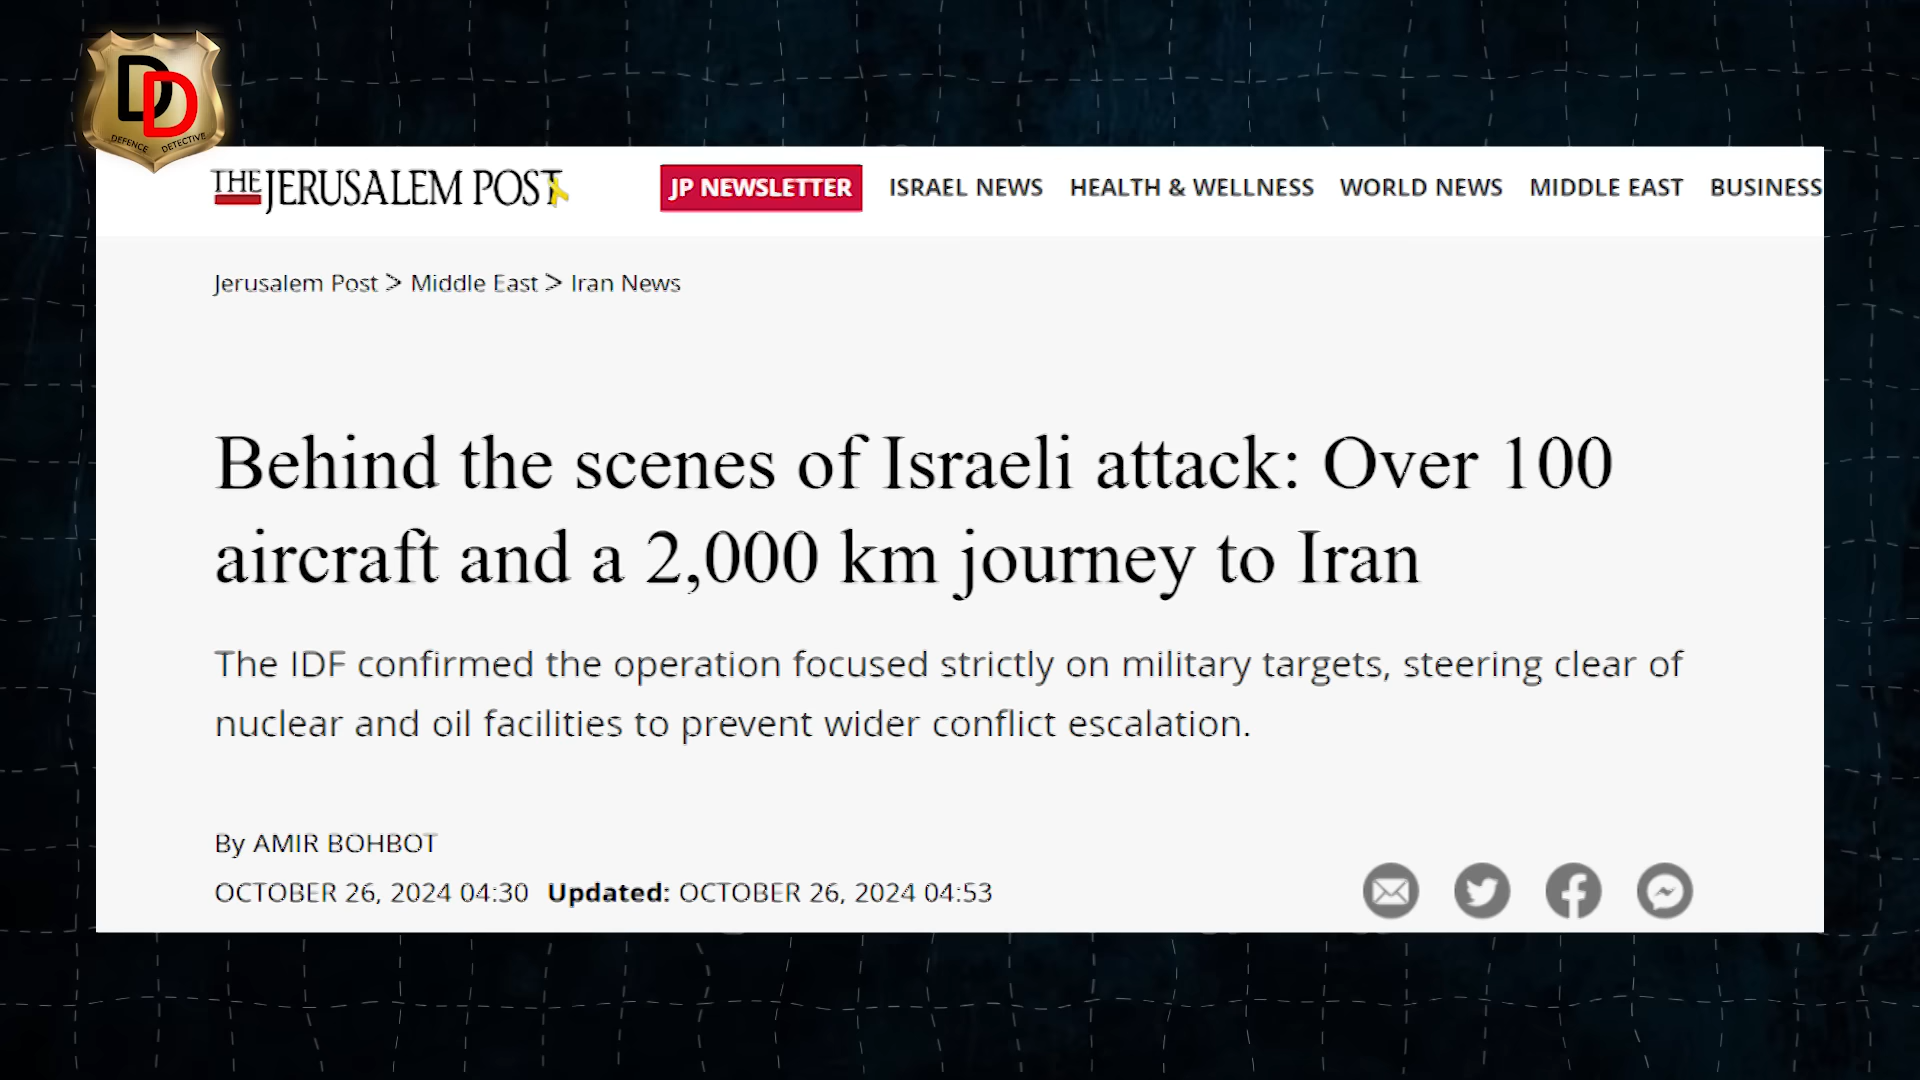 DD
DEFENCE DETECTIVE
THE JERUSALEM POST
JP NEWSLETTER ISRAEL NEWS HEALTH & WELLNESS WORLD NEWS MIDDLE EAST BUSINESS
Jerusalem Post > Middle East > Iran News
Behind the scenes of Israeli attack: Over 100
aircraft and a 2,000 km journey to Iran
The IDF confirmed the operation focused strictly on military targets, steering clear of
nuclear and oil facilities to prevent wider conflict escalation.
By AMIR BOHBOT
OCTOBER 26, 2024 04:30 Updated: OCTOBER 26, 2024 04:53